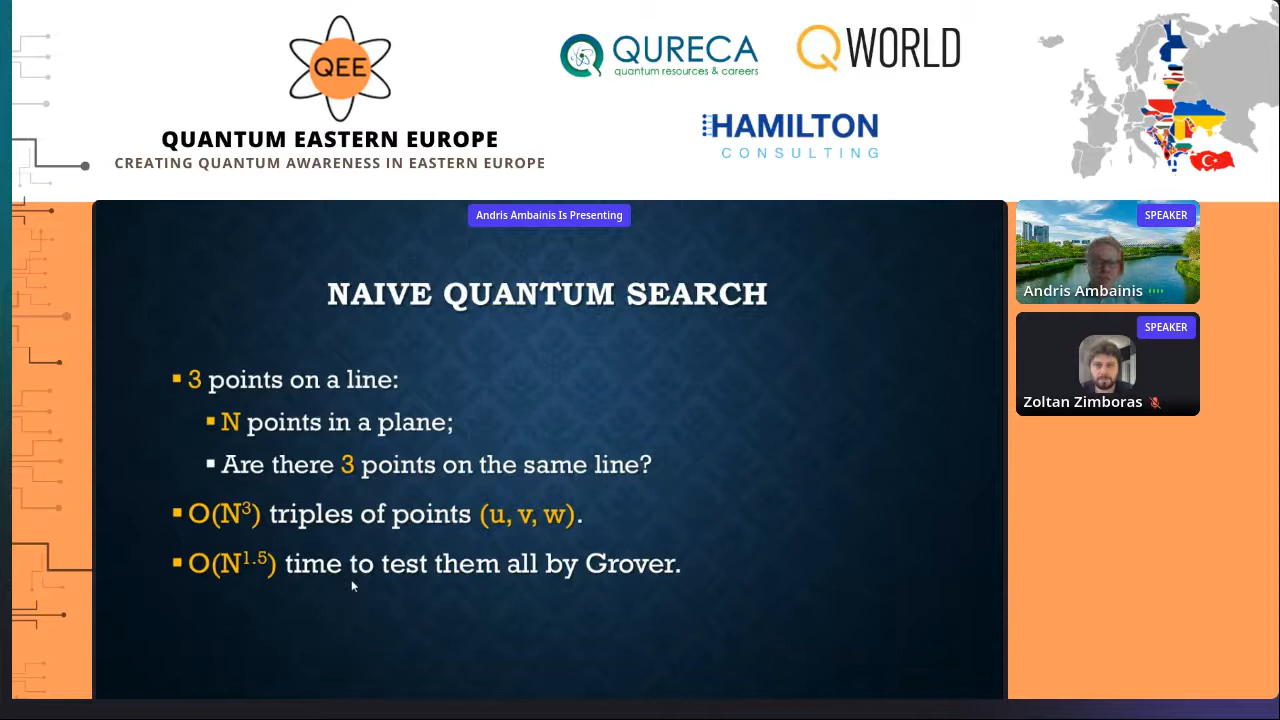 QEE
QUANTUM EASTERN EUROPE
CREATING QUANTUM AWARENESS IN EASTERN EUROPE
QURECA
quantum resources & careers
QWORLD
HAMILTON
CONSULTING
Andris Ambainis Is Presenting
NAIVE QUANTUM SEARCH
3 points on a line:
N points in a plane;
Are there 3 points on the same line?
O(N³) triples of points (u, v, w).
O(N¹·⁵) time to test them all by Grover.
SPEAKER
Andris Ambainis
SPEAKER
Zoltan Zimboras